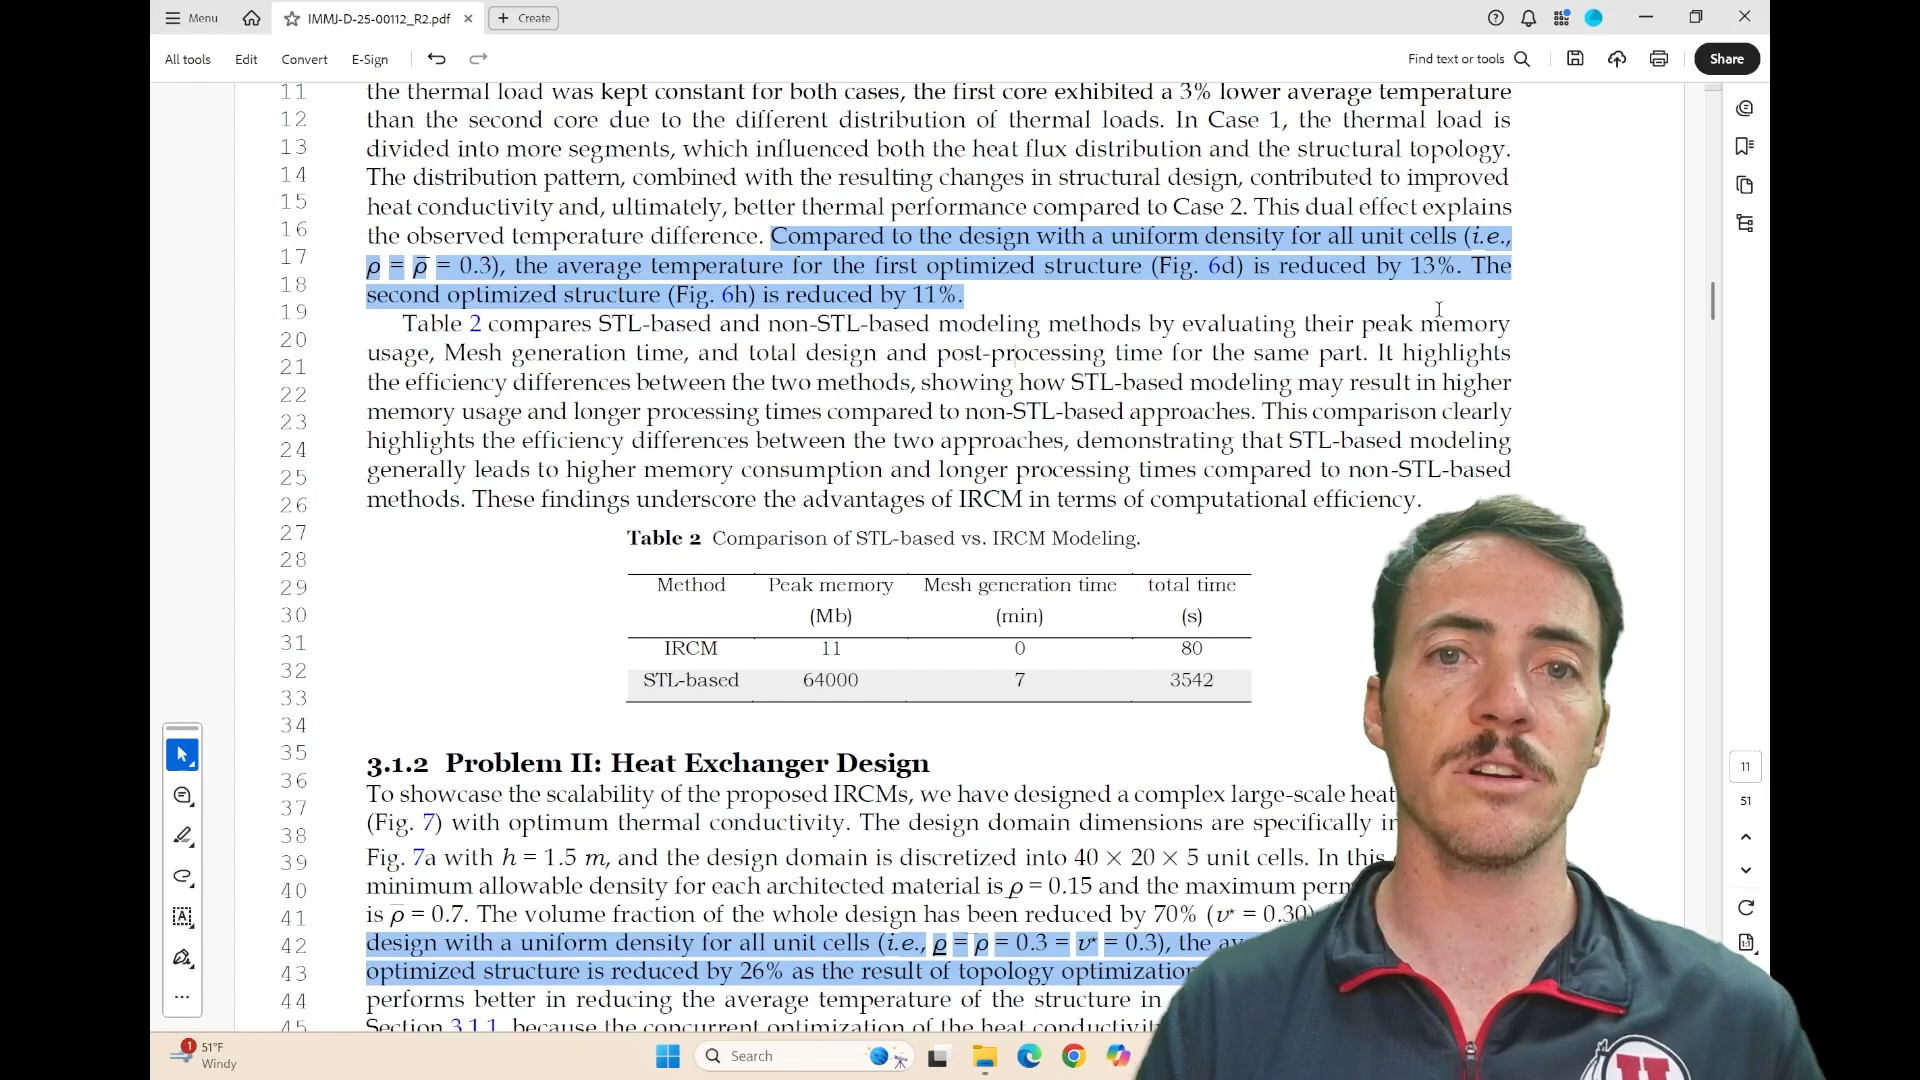 Menu
IMMJ-D-25-00112_R2.pdf
Create
All tools
Edit
Convert
E-Sign
Find text or tools
Share
11 the thermal load was kept constant for both cases, the first core exhibited a 3% lower average temperature
12 than the second core due to the different distribution of thermal loads. In Case 1, the thermal load is
13 divided into more segments, which influenced both the heat flux distribution and the structural topology.
14 The distribution pattern, combined with the resulting changes in structural design, contributed to improved
15 heat conductivity and, ultimately, better thermal performance compared to Case 2. This dual effect explains
16 the observed temperature difference. Compared to the design with a uniform density for all unit cells (i.e.,
17 ρ = ρ̅ = 0.3), the average temperature for the first optimized structure (Fig. 6d) is reduced by 13%. The
18 second optimized structure (Fig. 6h) is reduced by 11%.
19 Table 2 compares STL-based and non-STL-based modeling methods by evaluating their peak memory
20 usage, Mesh generation time, and total design and post-processing time for the same part. It highlights
21 the efficiency differences between the two methods, showing how STL-based modeling may result in higher
22 memory usage and longer processing times compared to non-STL-based approaches. This comparison clearly
23 highlights the efficiency differences between the two approaches, demonstrating that STL-based modeling
24 generally leads to higher memory consumption and longer processing times compared to non-STL-based
25 methods. These findings underscore the advantages of IRCM in terms of computational efficiency.
26
27 Table 2 Comparison of STL-based vs. IRCM Modeling.
28
29 Method Peak memory Mesh generation time total time
30 (Mb) (min) (s)
31 IRCM 11 0 80
32 STL-based 64000 7 3542
33
34
35 3.1.2 Problem II: Heat Exchanger Design
36 To showcase the scalability of the proposed IRCMs, we have designed a complex large-scale heat
37 (Fig. 7) with optimum thermal conductivity. The design domain dimensions are specifically
38
39 Fig. 7a with h = 1.5 m, and the design domain is discretized into 40 × 20 × 5 unit cells. In this
40 minimum allowable density for each architected material is ρ̲ = 0.15 and the maximum
41 is ρ̅ = 0.7. The volume fraction of the whole design has been reduced by 70% (v* = 0.30)
42 design with a uniform density for all unit cells (i.e., ρ̲ = ρ̅ = 0.3 = v* = 0.3), the
43 optimized structure is reduced by 26% as the result of topology optimization
44 performs better in reducing the average temperature of the structure in
45 Section 3.1.1, because the concurrent optimization of the heat
11
51
1
51°F
Windy
Search
U